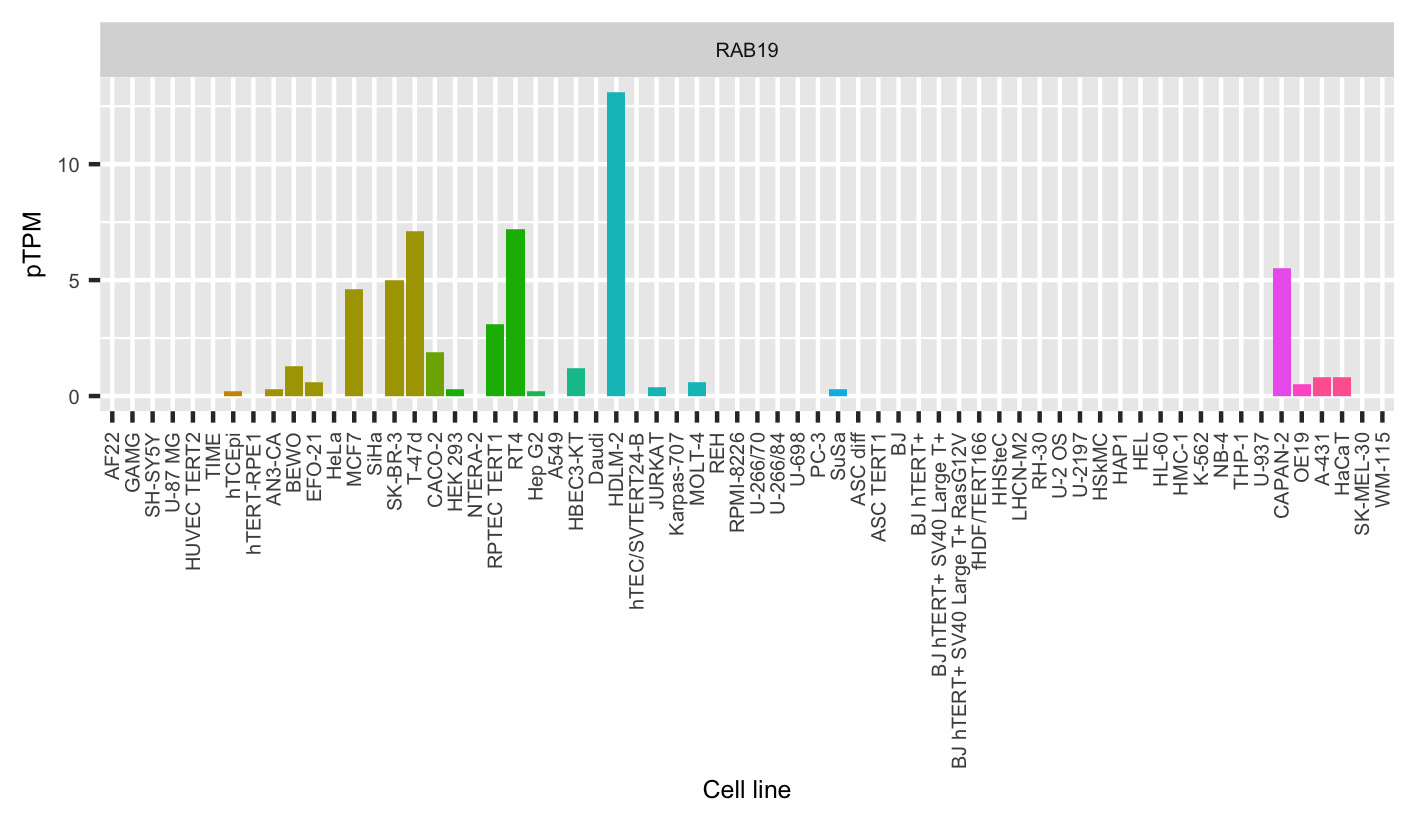 RAB19
pTPM
10
5
0
AF22
GAMG
SH-SY5Y
U-87 MG
HUVEC TERT2
TIME
hTCEpi
hTERT-RPE1
AN3-CA
BEWO
EFO-21
HeLa
MCF7
SiHa
SK-BR-3
T-47d
CACO-2
HEK 293
NTERA-2
RPTEC TERT1
RT4
Hep G2
A549
HBEC3-KT
Daudi
HDLM-2
hTEC/SVTERT24-B
JURKAT
Karpas-707
MOLT-4
REH
RPMI-8226
U-266/70
U-266/84
U-698
PC-3
SuSa
ASC diff
ASC TERT1
BJ
BJ hTERT+
BJ hTERT+ SV40 Large T+
BJ hTERT+ SV40 Large T+ RasG12V
fHDF/TERT166
HHSteC
LHCN-M2
RH-30
U-2 OS
U-2197
HSkMC
HAP1
HEL
HL-60
HMC-1
K-562
NB-4
THP-1
U-937
CAPAN-2
OE19
A-431
HaCaT
SK-MEL-30
WM-115
Cell line